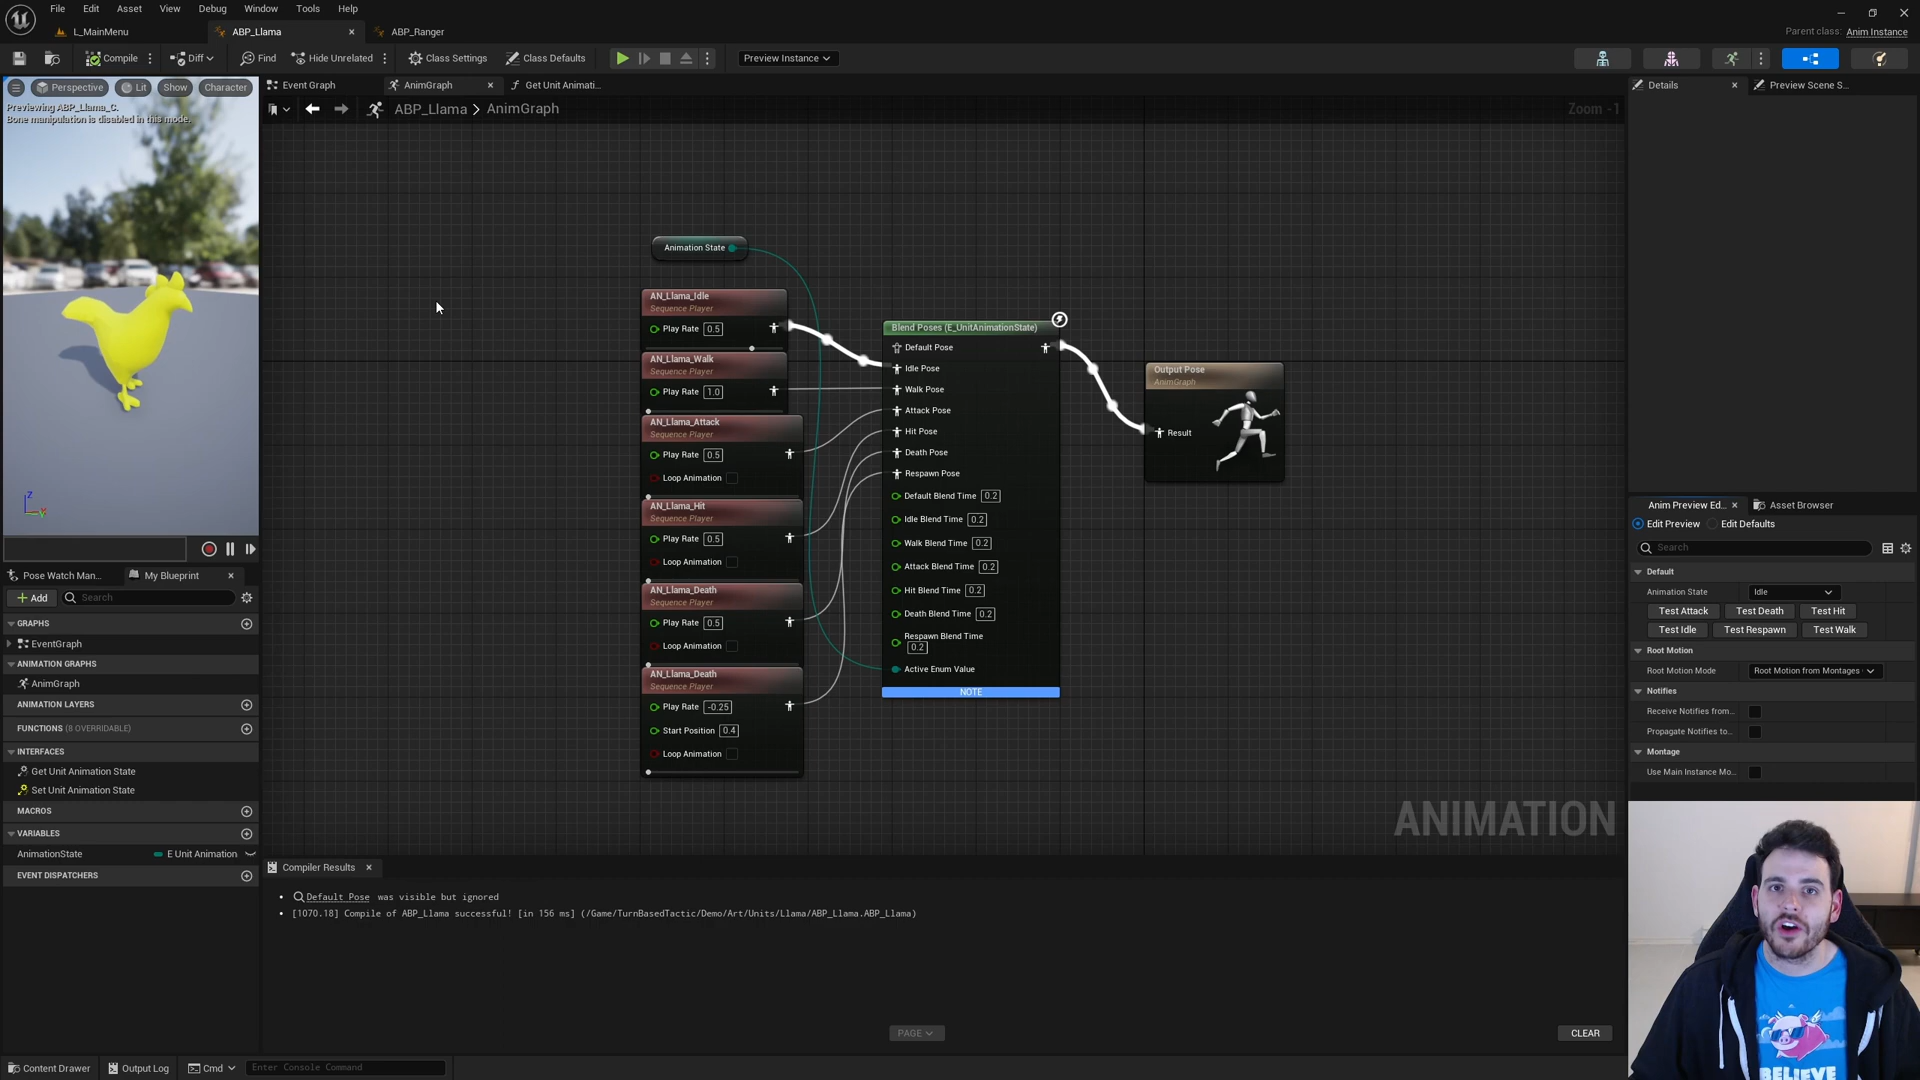 File Edit Asset View Debug Window Tools Help
L_MainMenu ABP_Llama ABP_Ranger
Parent class: Anim Instance
Compile Diff Find Hide Unrelated Class Settings Class Defaults Preview Instance
Perspective Lit Show Character
Previewing ABP_Llama_C.
Bone manipulation is disabled in this mode.
Event Graph AnimGraph Get Unit Animati...
ABP_Llama > AnimGraph
Zoom -1
Details Preview Scene S...
Animation State
AN_Llama_Idle
Sequence Player
Play Rate 0.5
AN_Llama_Walk
Sequence Player
Play Rate 1.0
AN_Llama_Attack
Sequence Player
Play Rate 0.5
Loop Animation
AN_Llama_Hit
Sequence Player
Play Rate 0.5
Loop Animation
AN_Llama_Death
Sequence Player
Play Rate 0.5
Loop Animation
AN_Llama_Death
Sequence Player
Play Rate -0.25
Start Position 0.4
Loop Animation
Blend Poses (E_UnitAnimationState)
Default Pose
Idle Pose
Walk Pose
Attack Pose
Hit Pose
Death Pose
Respawn Pose
Default Blend Time 0.2
Idle Blend Time 0.2
Walk Blend Time 0.2
Attack Blend Time 0.2
Hit Blend Time 0.2
Death Blend Time 0.2
Respawn Blend Time
0.2
Active Enum Value
NOTE
Output Pose
AnimGraph
Result
ANIMATION
Z
Pose Watch Man... My Blueprint
Add Search
GRAPHS
EventGraph
ANIMATION GRAPHS
AnimGraph
ANIMATION LAYERS
FUNCTIONS (8 OVERRIDABLE)
INTERFACES
Get Unit Animation State
Set Unit Animation State
MACROS
VARIABLES
AnimationState E Unit Animation
EVENT DISPATCHERS
Compiler Results
Default Pose was visible but ignored
[1070.18] Compile of ABP_Llama successful! [in 156 ms] (/Game/TurnBasedTactic/Demo/Art/Units/Llama/ABP_Llama.ABP_Llama)
PAGE CLEAR
Anim Preview Ed... Asset Browser
Edit Preview Edit Defaults
Search
Default
Animation State Idle
Test Attack Test Death Test Hit
Test Idle Test Respawn Test Walk
Root Motion
Root Motion Mode Root Motion from Montages
Notifies
Receive Notifies from...
Propagate Notifies to...
Montage
Use Main Instance Mo...
BELIEVE
Content Drawer Output Log Cmd Enter Console Command